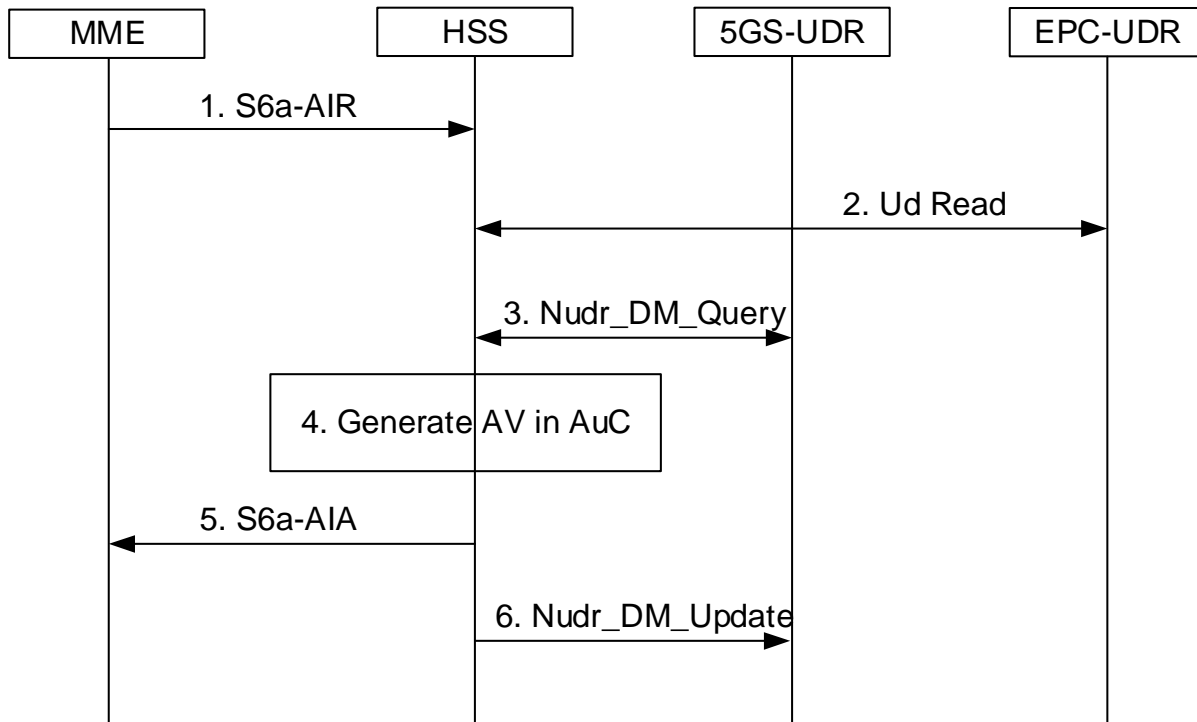 MME
HSS
5GS-UDR
EPC-UDR
1. S6a-AIR
2. Ud Read
3. Nudr_DM_Query
4. Generate AV in AuC
5. S6a-AIA
6. Nudr_DM_Update